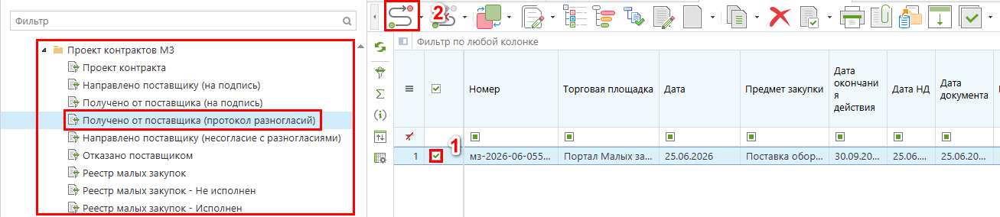 Фильтр
Проект контрактов МЗ
Проект контракта
Направлено поставщику (на подпись)
Получено от поставщика (на подпись)
Получено от поставщика (протокол разногласий)
Направлено поставщику (несогласие с разногласиями)
Отказано поставщиком
Реестр малых закупок
Реестр малых закупок - Не исполнен
Реестр малых закупок - Исполнен
2
Фильтр по любой колонке
Номер
Торговая площадка
Дата
Предмет закупки
Дата
окончани
я
действия
Дата НД
Дата
документа
1
1
мз-2026-06-055...
Портал Малых за...
25.06.2026
Поставка обор...
30.09.20...
25.06....
25.06.20...